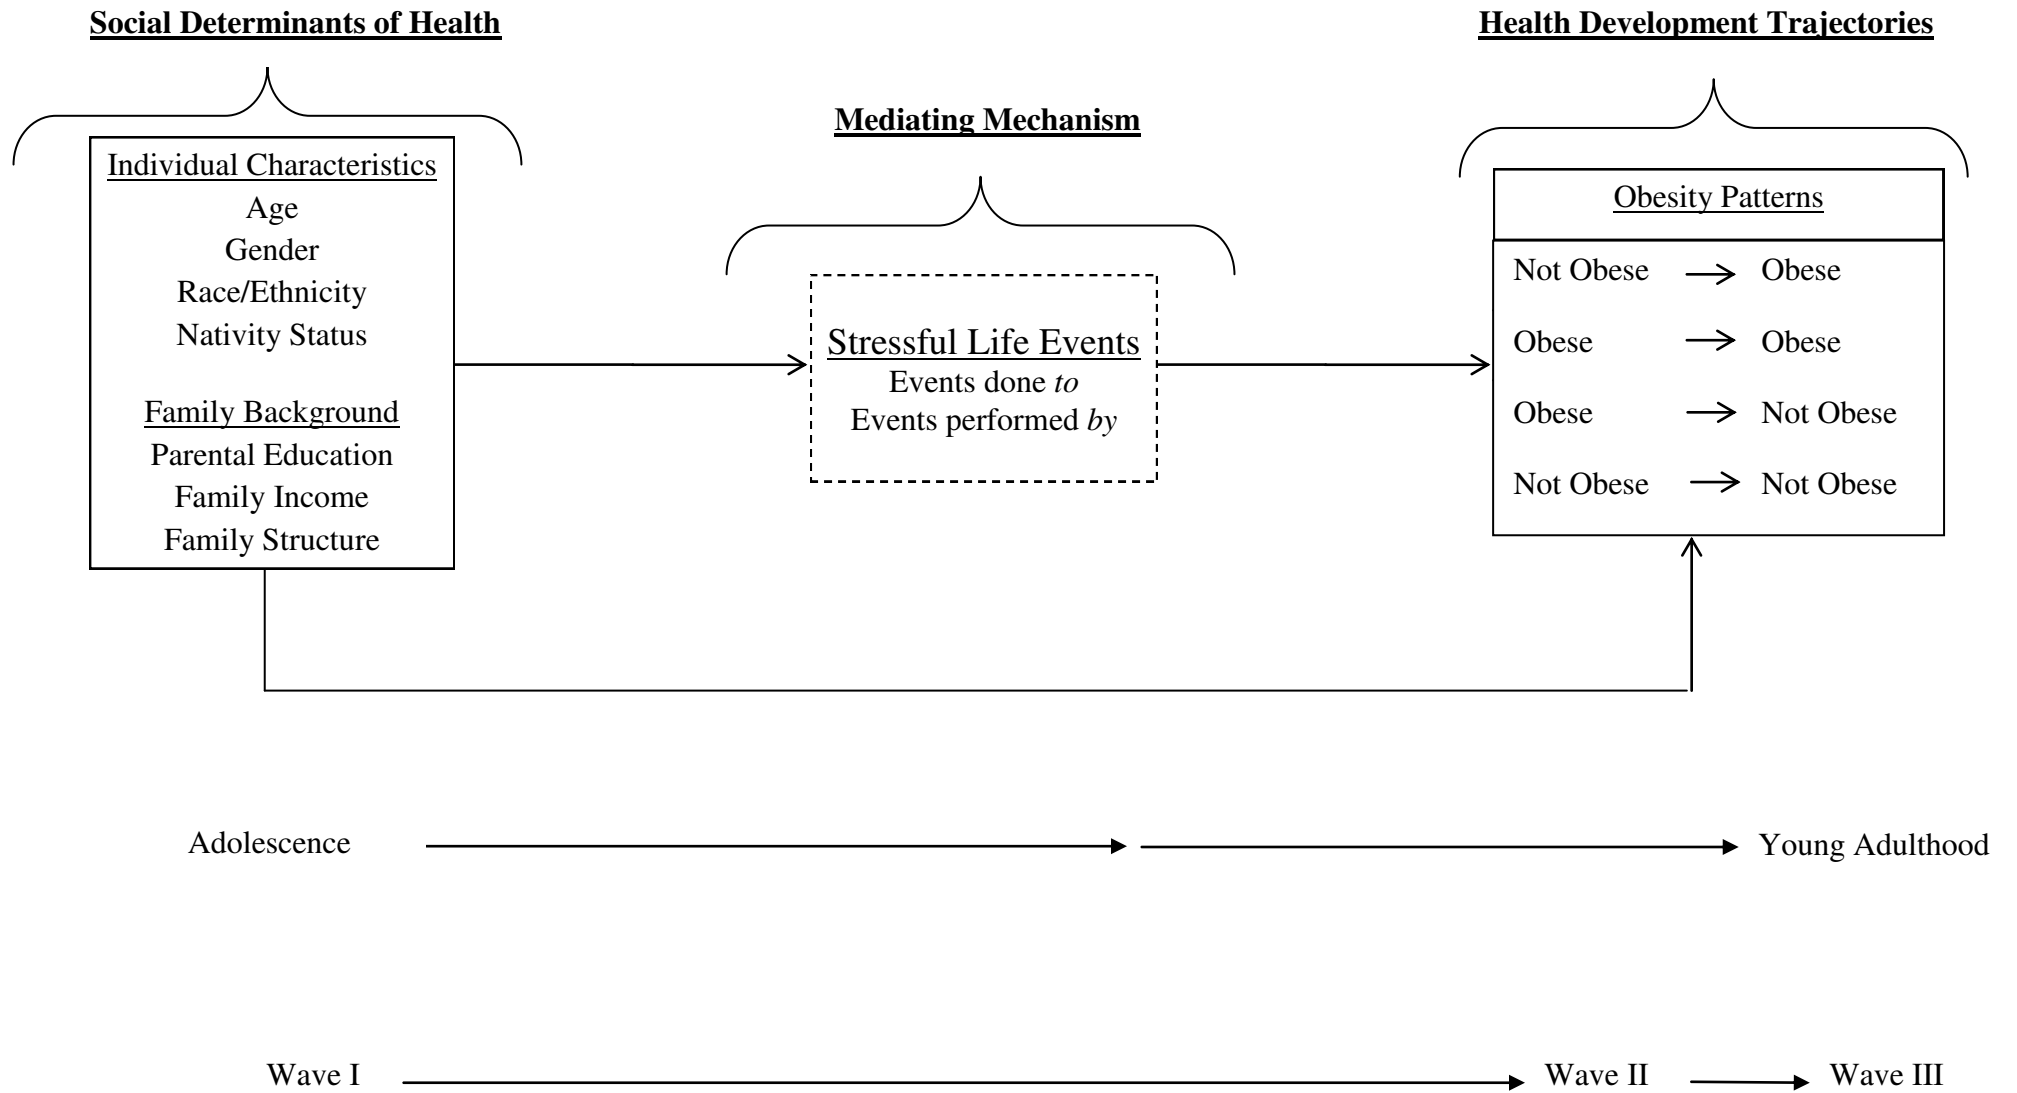 Social Determinants of Health
Individual Characteristics
Age
Gender
Race/Ethnicity
Nativity Status
Family Background
Parental Education
Family Income
Family Structure
Mediating Mechanism
Stressful Life Events
Events done to
Events performed by
Health Development Trajectories
Obesity Patterns
Not Obese Obese
Obese Obese
Obese Not Obese
Not Obese Not Obese
Adolescence Young Adulthood
Wave I Wave II Wave III